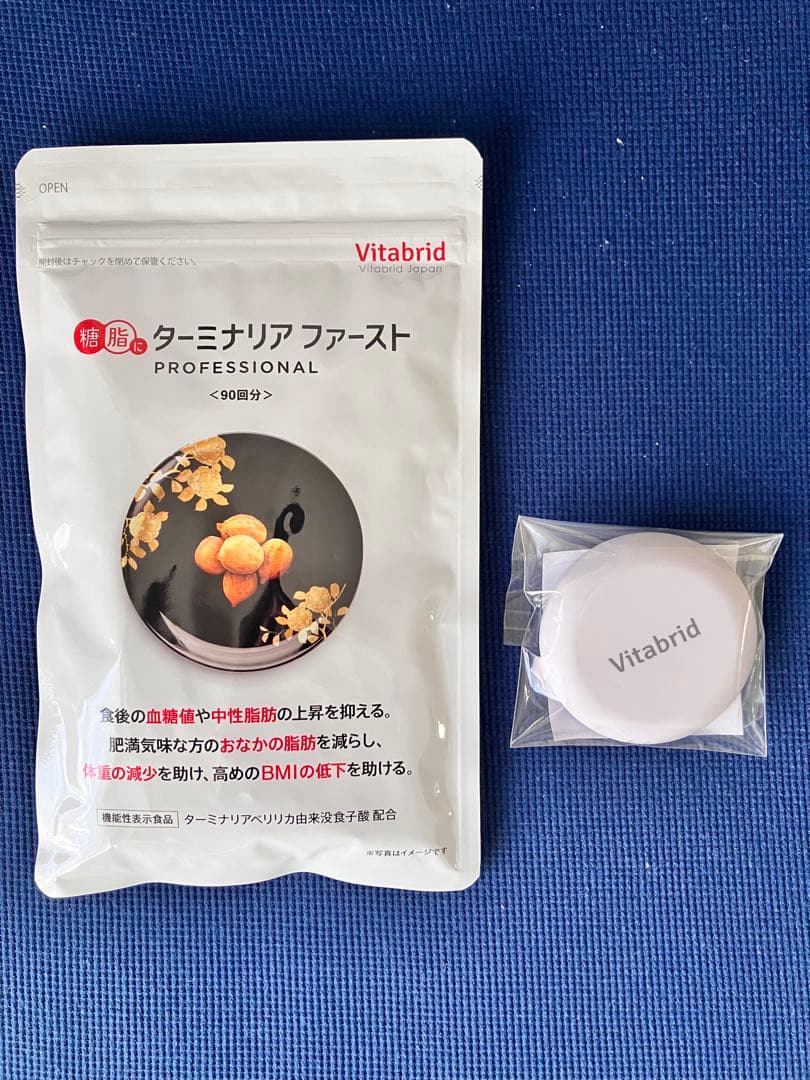 OPEN
開封後はチャックを閉めて保管ください。
Vitabrid
Vitabrid Japan
糖脂に ターミナリア ファースト
PROFESSIONAL
<90回分>
食後の血糖値や中性脂肪の上昇を抑える。
肥満気味な方のおなかの脂肪を減らし、
体重の減少を助け、高めのBMIの低下を助ける。
機能性表示食品 ターミナリアベリリカ由来没食子酸 配合
※写真はイメージです
Vitabrid